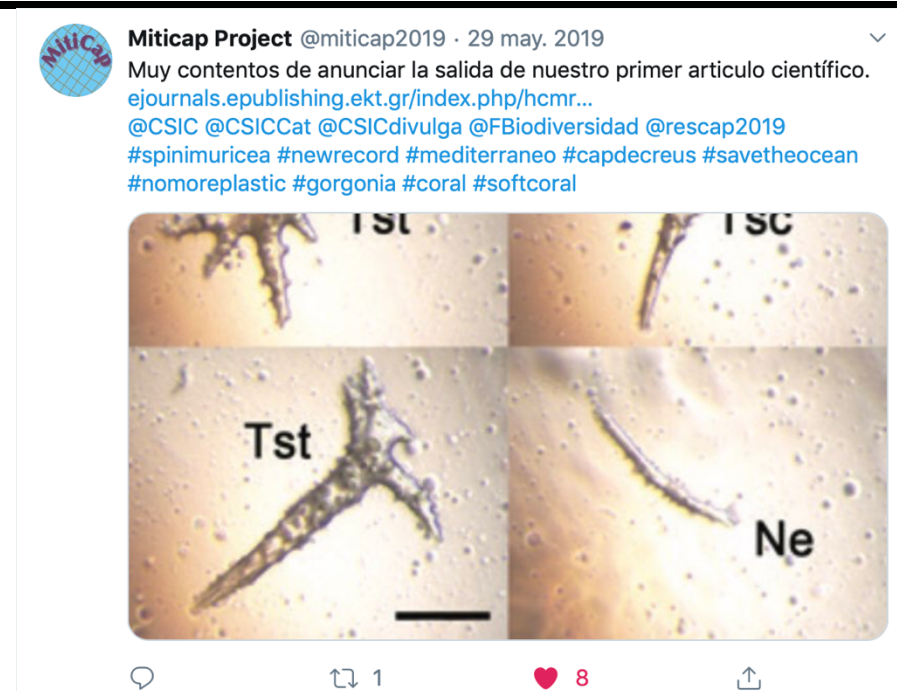 MitiCap
Miticap Project @miticap2019 · 29 may. 2019
Muy contentos de anunciar la salida de nuestro primer articulo científico.
ejournals.epublishing.ekt.gr/index.php/hcmr...
@CSIC @CSICCat @CSICdivulga @FBiodiversidad @rescap2019
#spinimuricea #newrecord #mediterraneo #capdecreus #savetheocean
#nomoreplastic #gorgonia #coral #softcoral
Tst Tsc
Tst
Ne
1 8